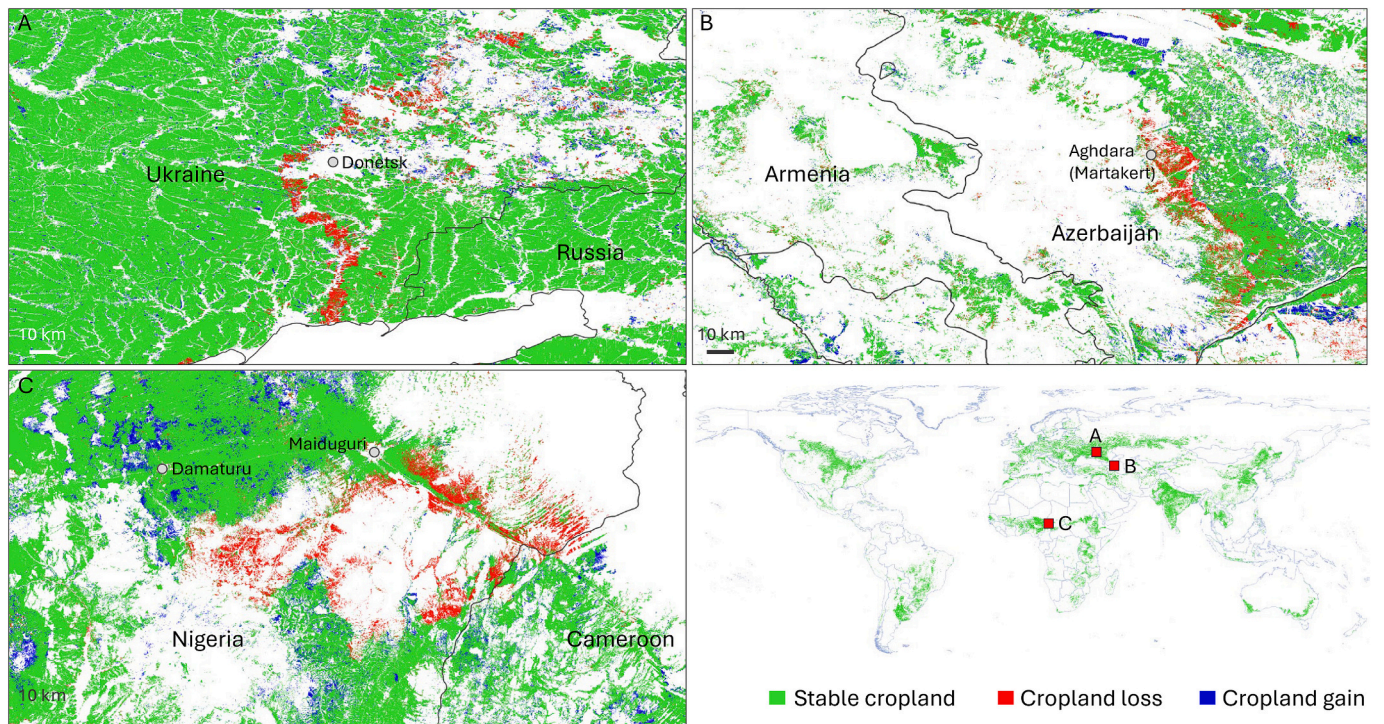 A
Ukraine
Donetsk
Russia
10 km
B
Armenia
Aghdara
(Martakert)
Azerbaijan
10 km
C
Maiduguri
Damaturu
Nigeria
Cameroon
10 km
A
B
C
Stable cropland
Cropland loss
Cropland gain